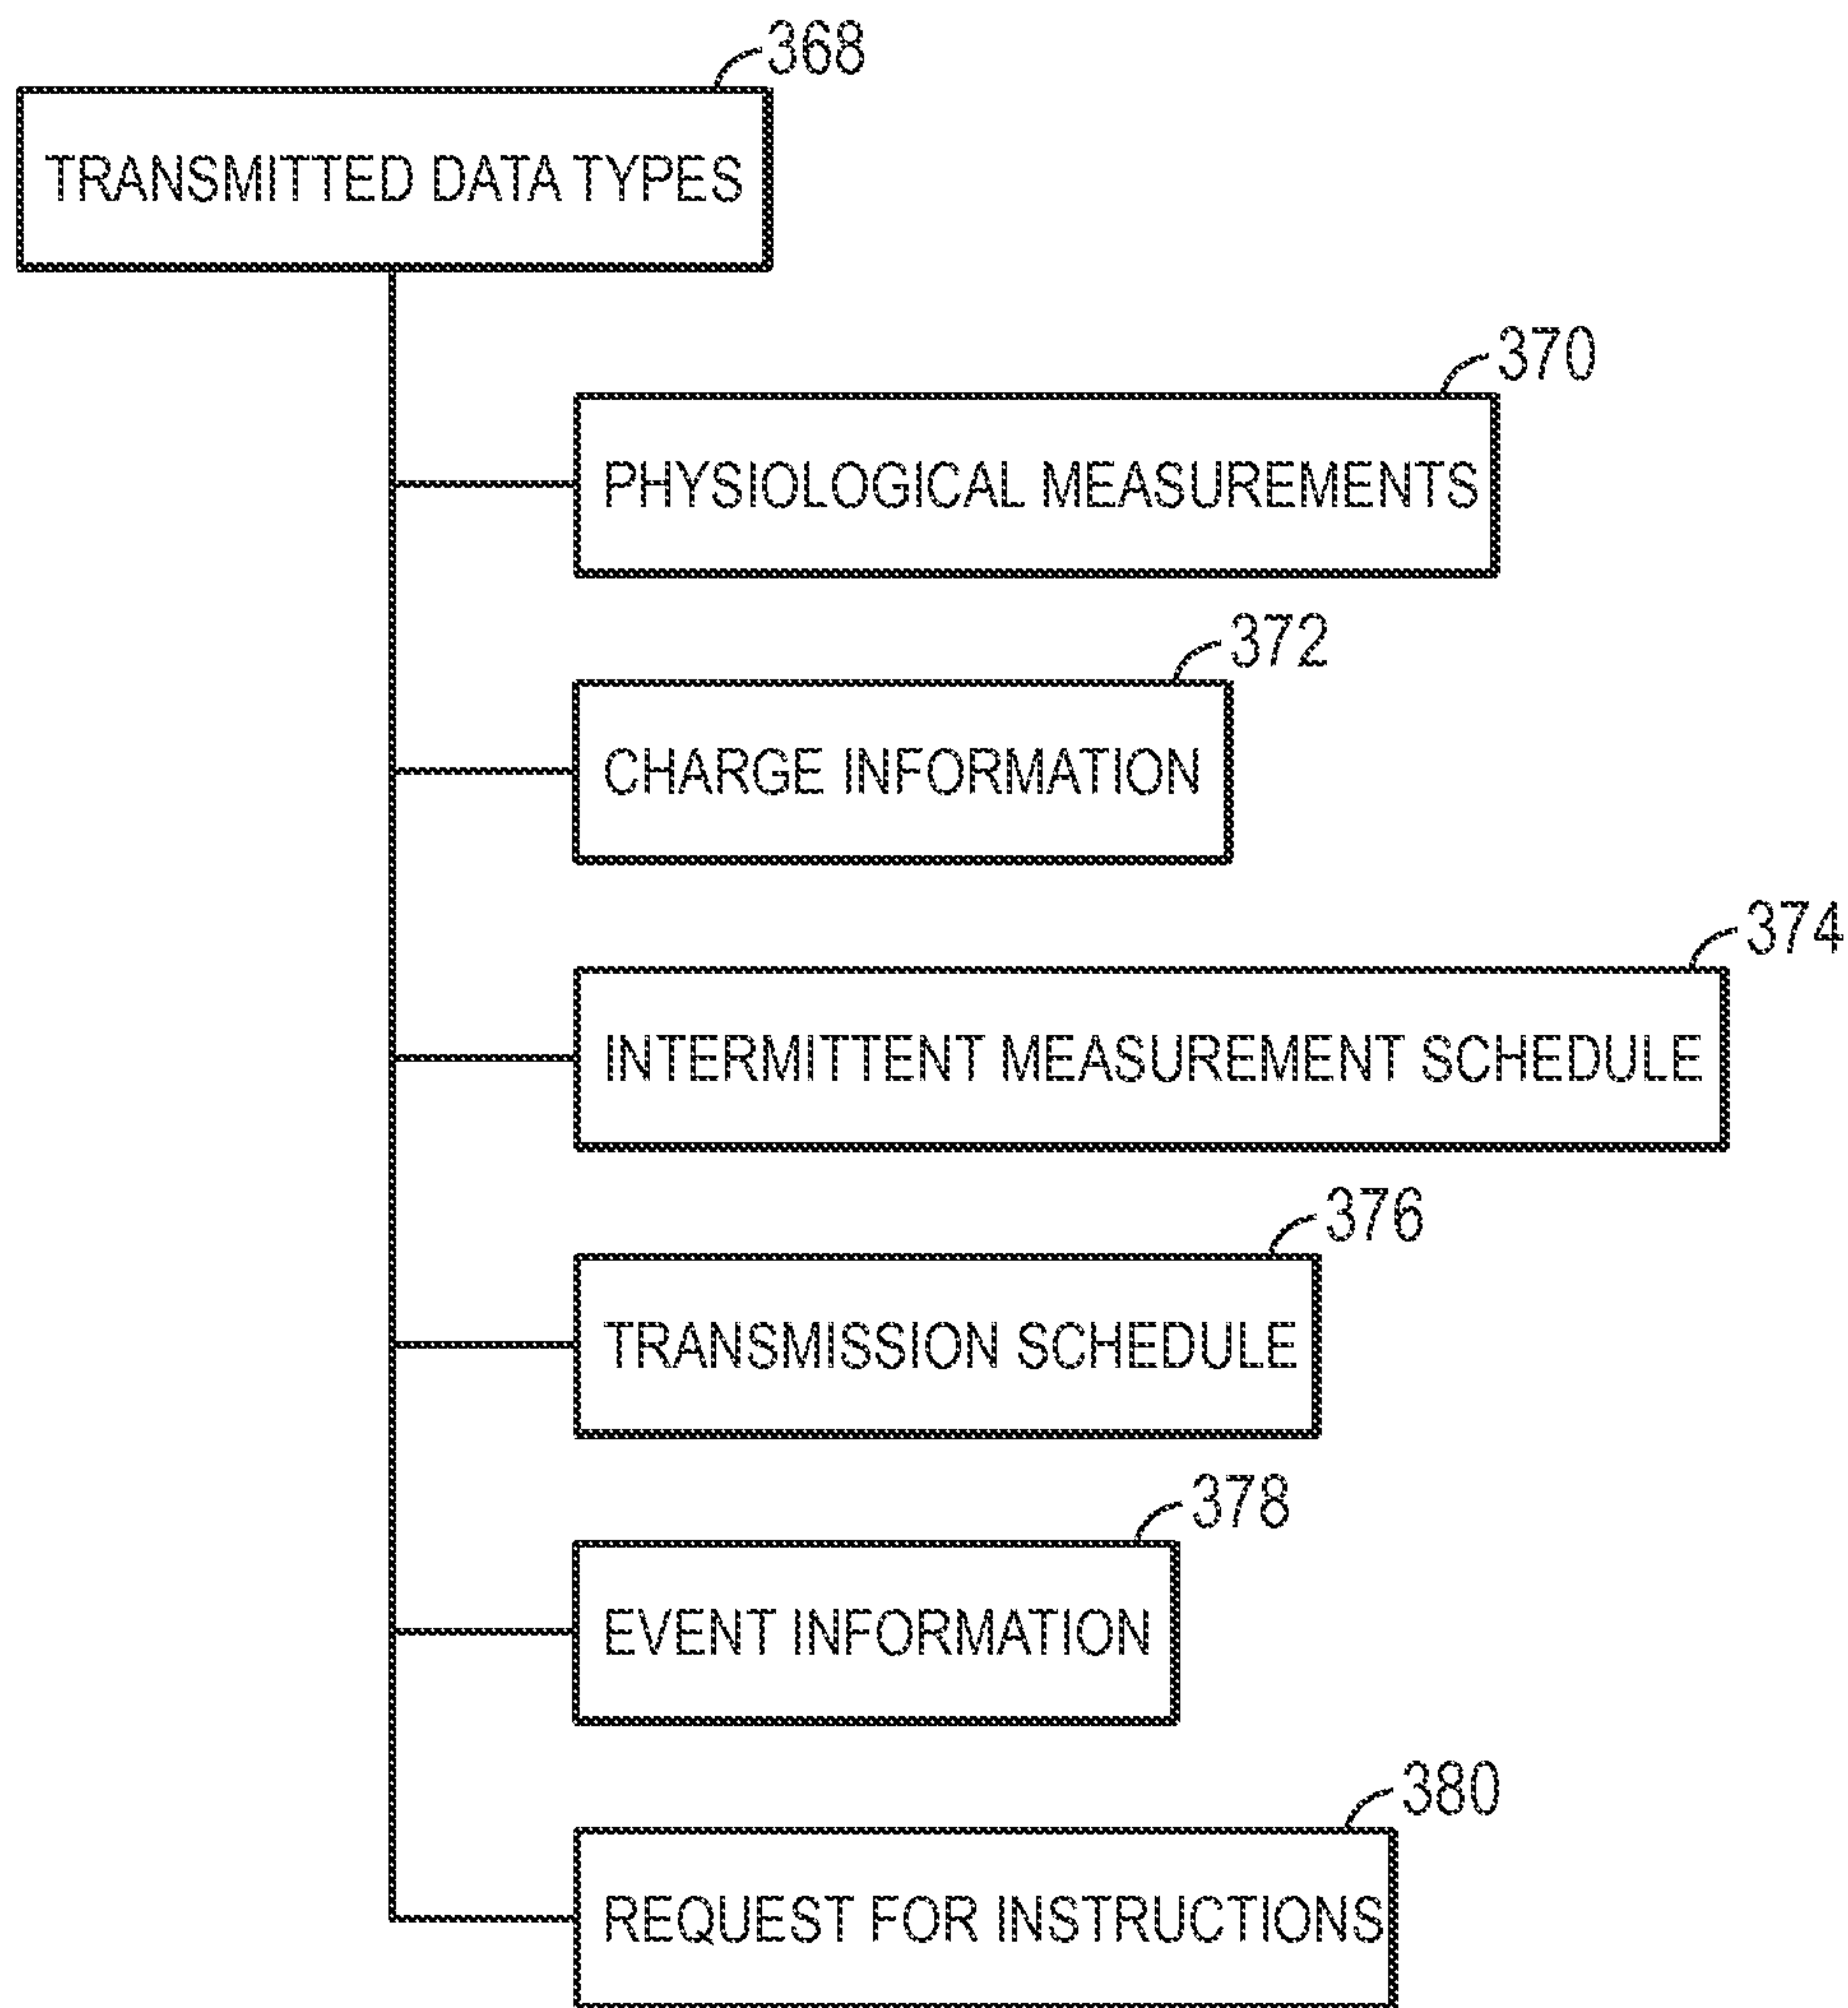 368
TRANSMITTED DATA TYPES
370
PHYSIOLOGICAL MEASUREMENTS
372
CHARGE INFORMATION
374
INTERMITTENT MEASUREMENT SCHEDULE
376
TRANSMISSION SCHEDULE
378
EVENT INFORMATION
380
REQUEST FOR INSTRUCTIONS